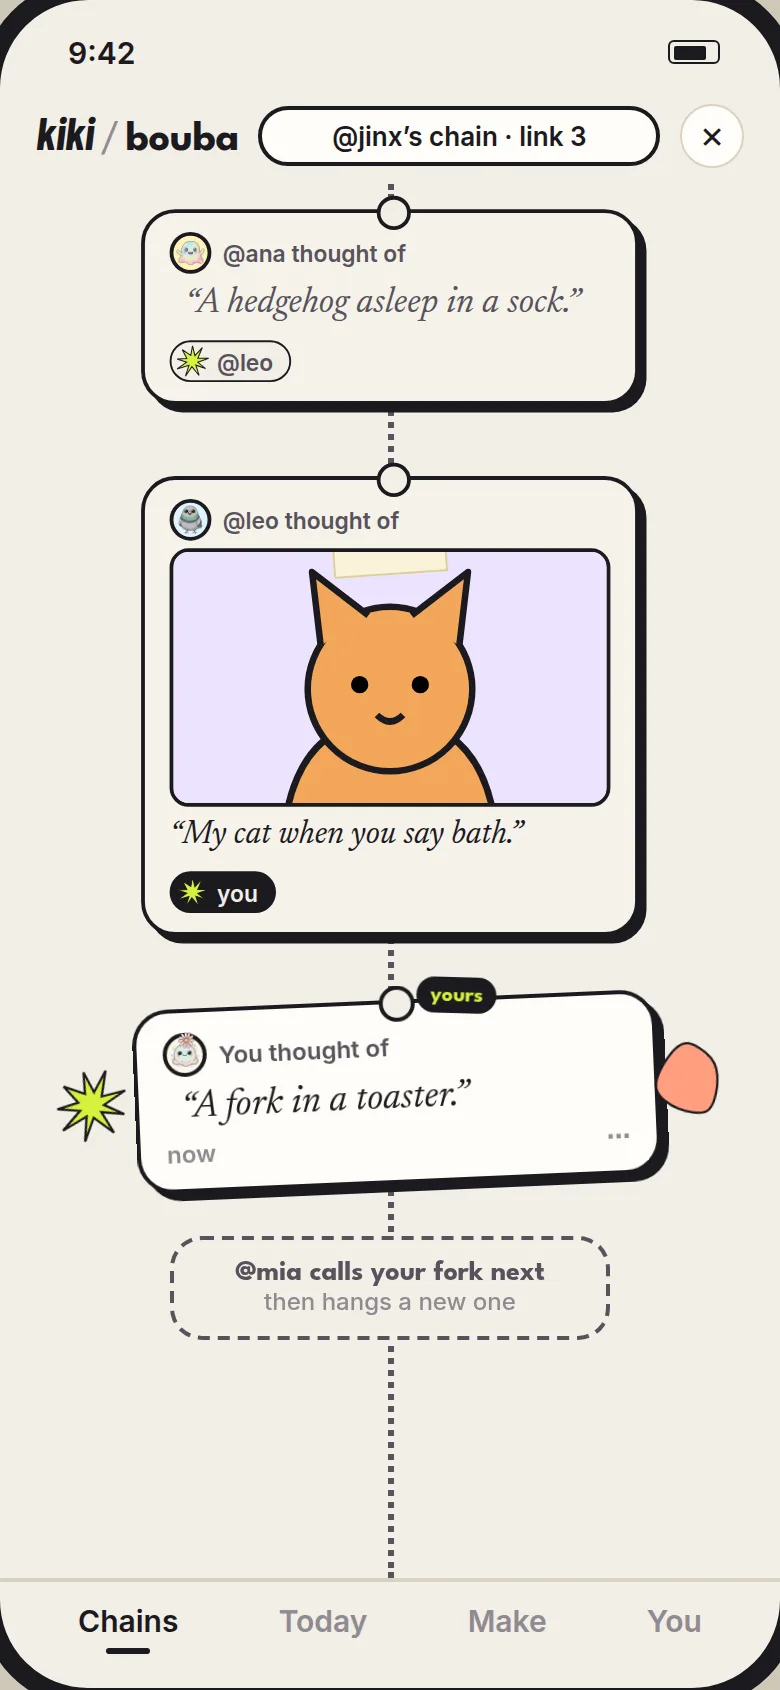 9:42
kiki / bouba
@jinx’s chain · link 3
✕
@ana thought of
“A hedgehog asleep in a sock.”
@leo
@leo thought of
“My cat when you say bath.”
you
yours
You thought of
“A fork in a toaster.”
now
...
@mia calls your fork next
then hangs a new one
Chains Today Make You